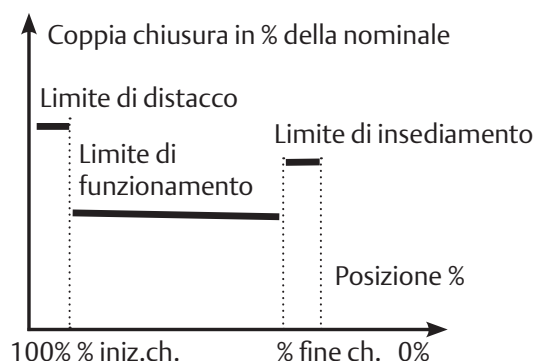 Coppia chiusura in % della nominale
Limite di distacco
Limite di insediamento
Limite di
funzionamento
Posizione %
100% % iniz.ch. % fine ch. 0%